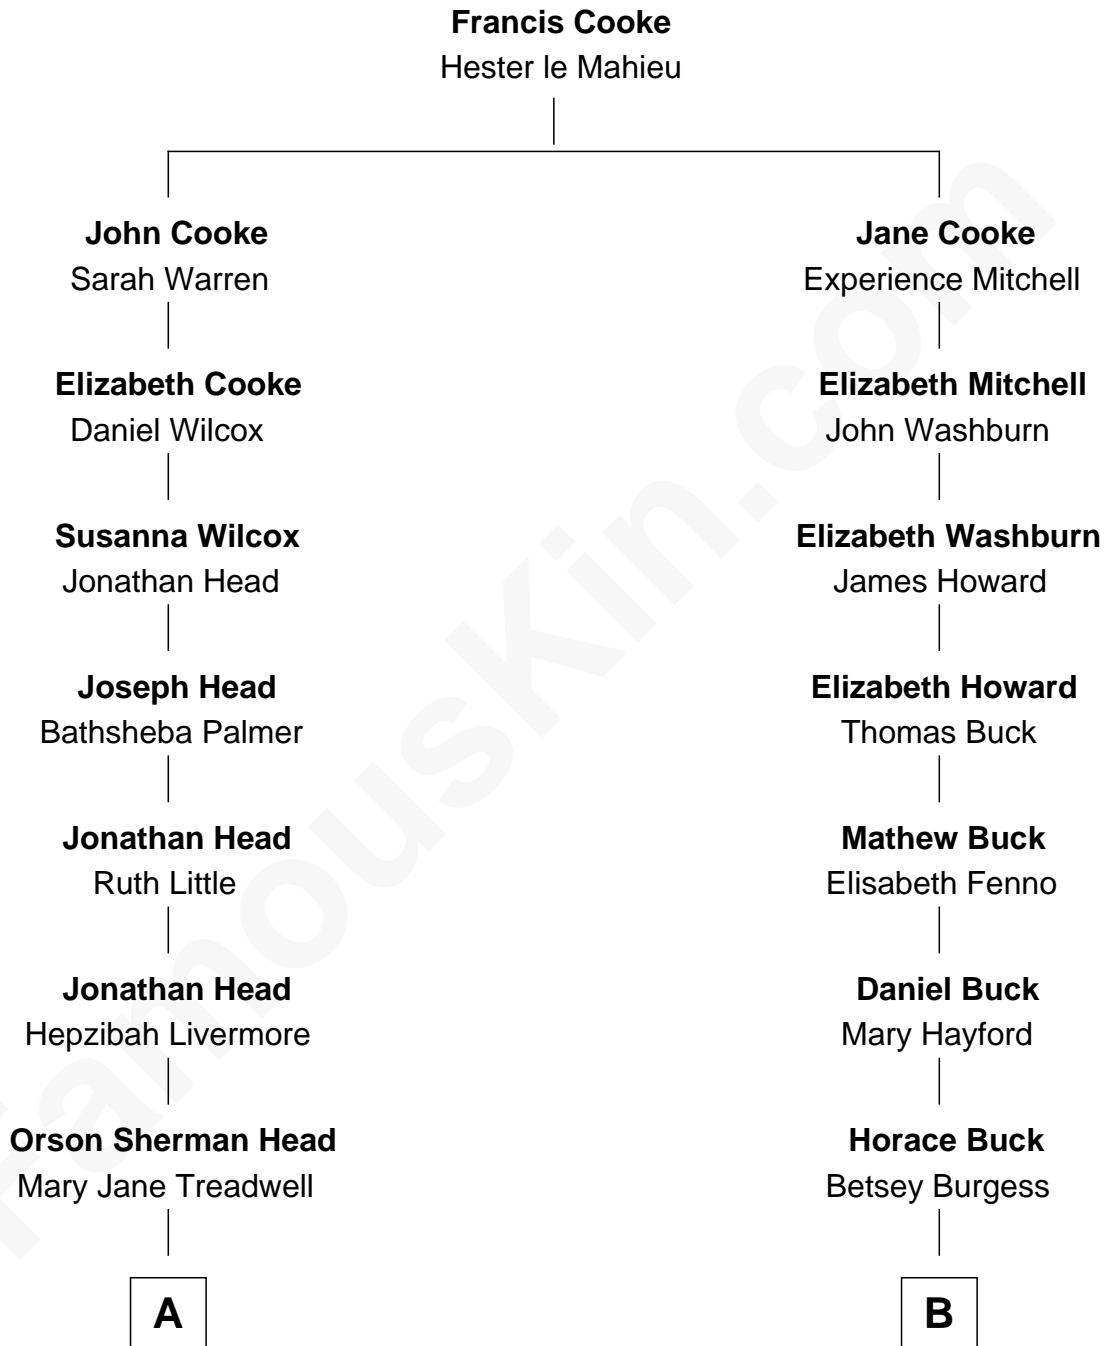 Francis Cooke
Hester le Mahieu
John Cooke
Sarah Warren
Jane Cooke
Experience Mitchell
Elizabeth Cooke
Daniel Wilcox
Elizabeth Mitchell
John Washburn
Susanna Wilcox
Jonathan Head
Elizabeth Washburn
James Howard
Joseph Head
Bathsheba Palmer
Elizabeth Howard
Thomas Buck
Jonathan Head
Ruth Little
Mathew Buck
Elisabeth Fenno
Jonathan Head
Hepzibah Livermore
Daniel Buck
Mary Hayford
Orson Sherman Head
Mary Jane Treadwell
Horace Buck
Betsey Burgess
A
B
FamousKin.com